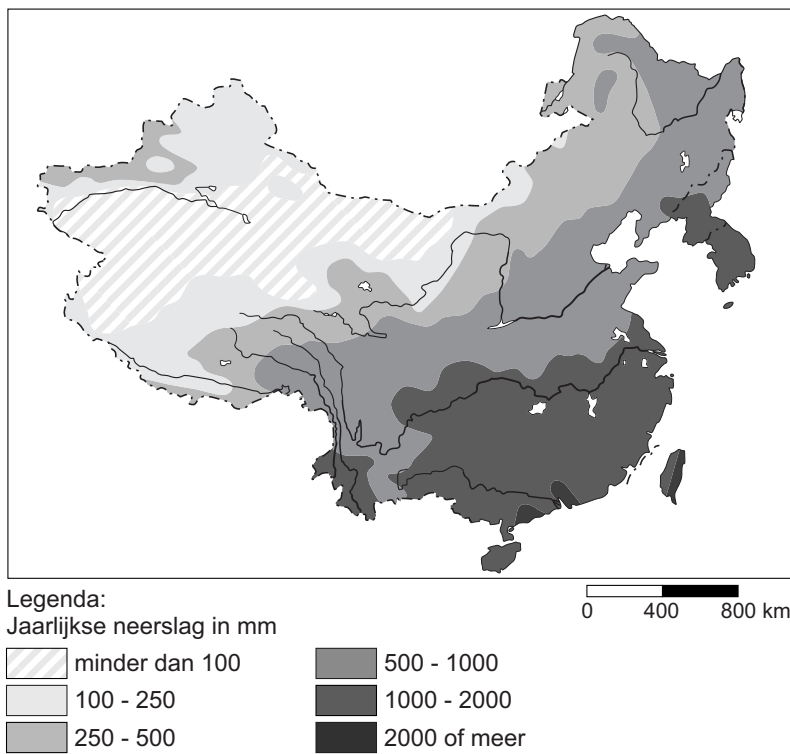 Legenda:
Jaarlijkse neerslag in mm
0 400 800 km
minder dan 100
100 - 250
250 - 500
500 - 1000
1000 - 2000
2000 of meer